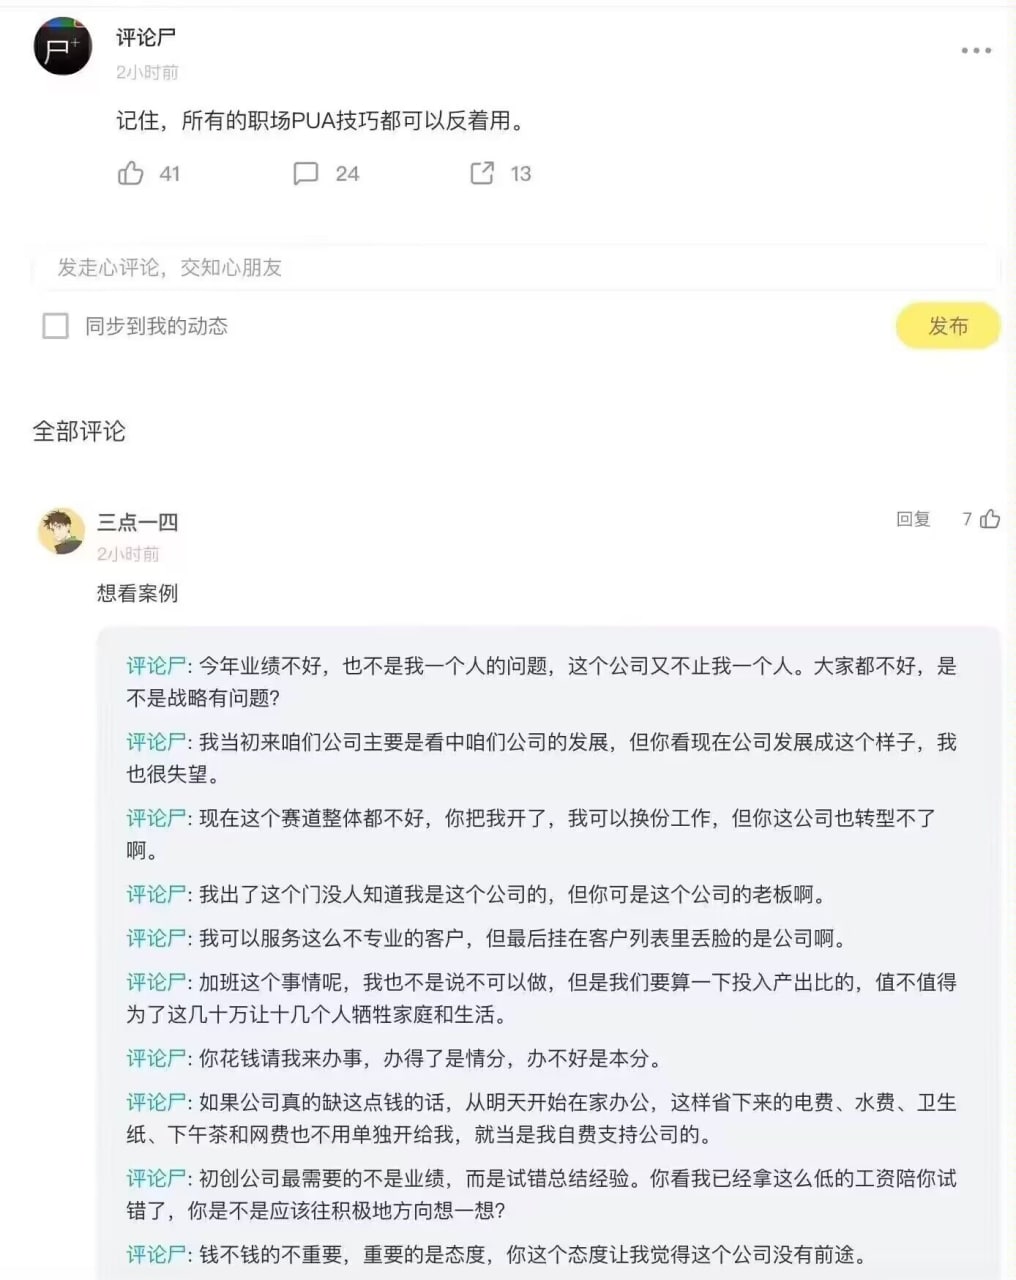 评论尸
2小时前
记住，所有的职场PUA技巧都可以反着用。
41 24 13
发走心评论，交知心朋友
同步到我的动态 发布
全部评论
三点一四 回复 7
2小时前
想看案例
评论尸: 今年业绩不好，也不是我一个人的问题，这个公司又不止我一个人。大家都不好，是
不是战略有问题?
评论尸: 我当初来咱们公司主要是看中咱们公司的发展，但你看现在公司发展成这个样子，我
也很失望。
评论尸: 现在这个赛道整体都不好，你把我开了，我可以换份工作，但你这公司也转型不了
啊。
评论尸: 我出了这个门没人知道我是这个公司的，但你可是这个公司的老板啊。
评论尸: 我可以服务这么不专业的客户，但最后挂在客户列表里丢脸的是公司啊。
评论尸: 加班这个事情呢，我也不是说不可以做，但是我们要算一下投入产出比的，值不值得
为了这几十万让十几个人牺牲家庭和生活。
评论尸: 你花钱请我来办事，办得了是情分，办不好是本分。
评论尸: 如果公司真的缺这点钱的话，从明天开始在家办公，这样省下来的电费、水费、卫生
纸、下午茶和网费也不用单独开给我，就当是我自费支持公司的。
评论尸: 初创公司最需要的不是业绩，而是试错总结经验。你看我已经拿这么低的工资陪你试
错了，你是不是应该往积极地方向想一想?
评论尸: 钱不钱的不重要，重要的是态度，你这个态度让我觉得这个公司没有前途。